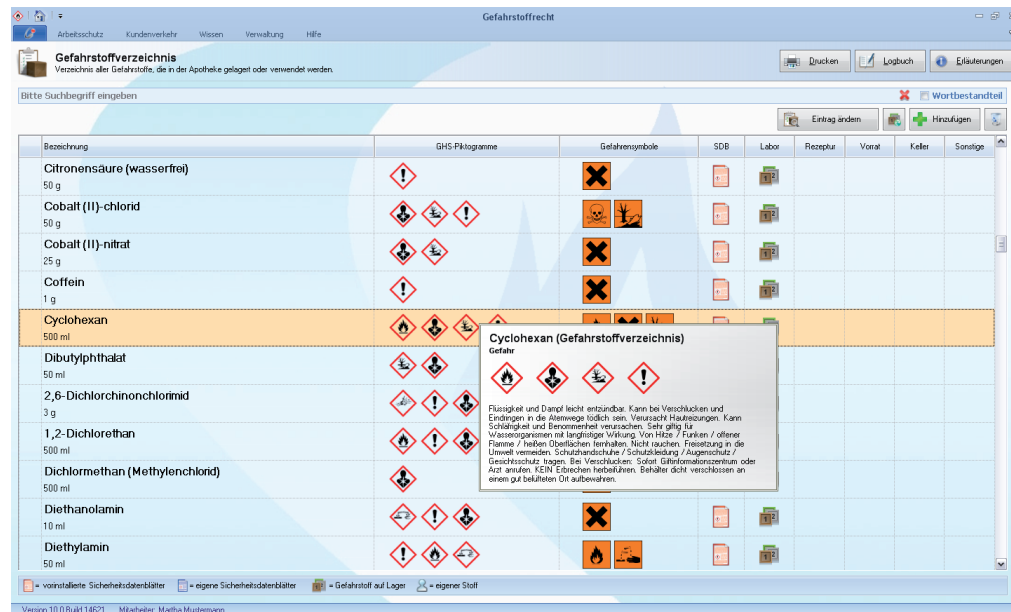 Gefahrstoffrecht
Arbeitsschutz Kundenverkehr Wissen Verwaltung Hilfe
Gefahrstoffverzeichnis
Verzeichnis aller Gefahrstoffe, die in der Apotheke gelagert oder verwendet werden.
Drucken Logbuch Erläuterungen
Bitte Suchbegriff eingeben Wortbestandteil
Eintrag ändern Hinzufügen
Bezeichnung GHS-Piktogramme Gefahrensymbole SDB Labor Rezeptur Vorrat Keller Sonstige
Citronensäure (wasserfrei)
50 g
Cobalt (II)-chlorid
50 g
Cobalt (II)-nitrat
25 g
Coffein
1 g
Cyclohexan
500 ml
Dibutylphthalat
50 ml
2,6-Dichlorchinonchlorimid
3 g
1,2-Dichlorethan
500 ml
Dichlormethan (Methylenchlorid)
500 ml
Diethanolamin
10 ml
Diethylamin
50 ml
Cyclohexan (Gefahrstoffverzeichnis)
Gefahr
Flüssigkeit und Dampf leicht entzündbar. Kann bei Verschlucken und
Eindringen in die Atemwege tödlich sein. Verursacht Hautreizungen. Kann
Schläfrigkeit und Benommenheit verursachen. Sehr giftig für
Wasserorganismen mit langfristiger Wirkung. Von Hitze / Funken / offener
Flamme / heißen Oberflächen fernhalten. Nicht rauchen. Freisetzung in die
Umwelt vermeiden. Schutzhandschuhe / Schutzkleidung / Augenschutz /
Gesichtsschutz tragen. Bei Verschlucken: Sofort Giftinformationszentrum oder
Arzt anrufen. KEIN Erbrechen herbeiführen. Behälter dicht verschlossen an
einem gut belüfteten Ort aufbewahren.
= vorinstallierte Sicherheitsdatenblätter = eigene Sicherheitsdatenblätter = Gefahrstoff auf Lager = eigener Stoff
Version 10.0 Build 14621 Mitarbeiter: Martha Mustermann